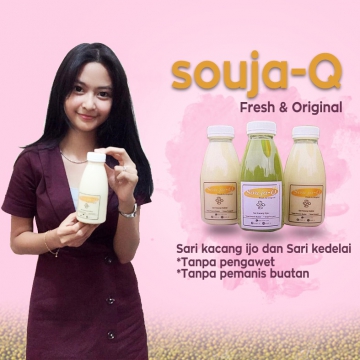 souja-Q
Fresh & Original
Sari kacang ijo dan Sari kedelai
*Tanpa pengawet
*Tanpa pemanis buatan